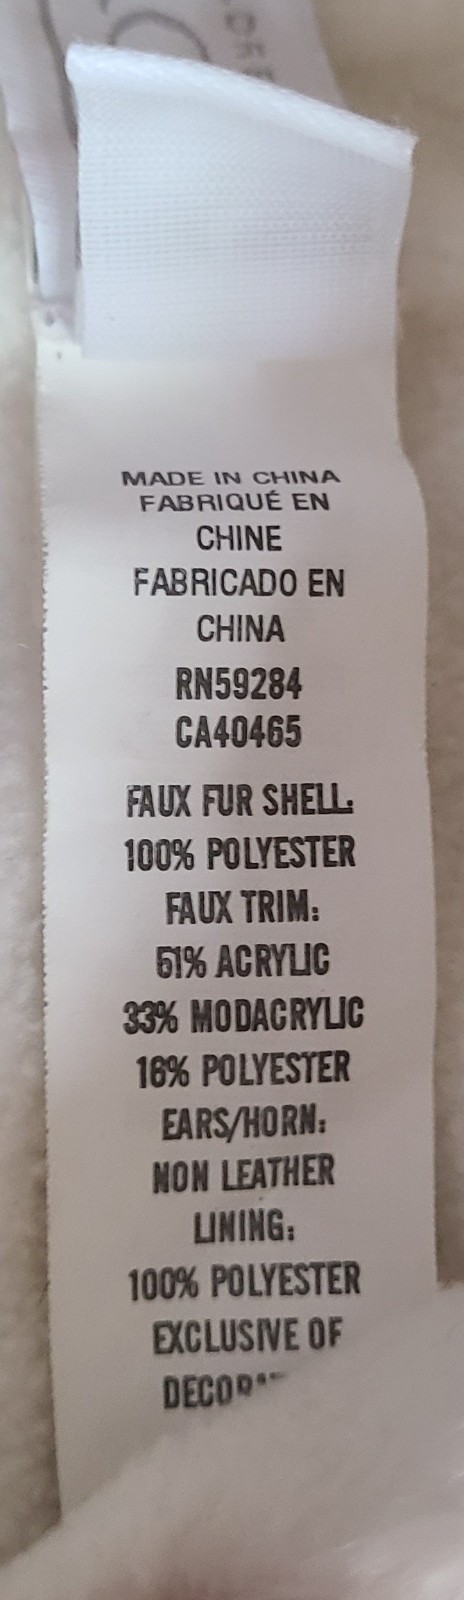 MADE IN CHINA
FABRIQUÉ EN
CHINE
FABRICADO EN
CHINA
RN59284
CA40465
FAUX FUR SHELL:
100% POLYESTER
FAUX TRIM:
51% ACRYLIC
33% MODACRYLIC
16% POLYESTER
EARS/HORN:
NON LEATHER
LINING:
100% POLYESTER
EXCLUSIVE OF